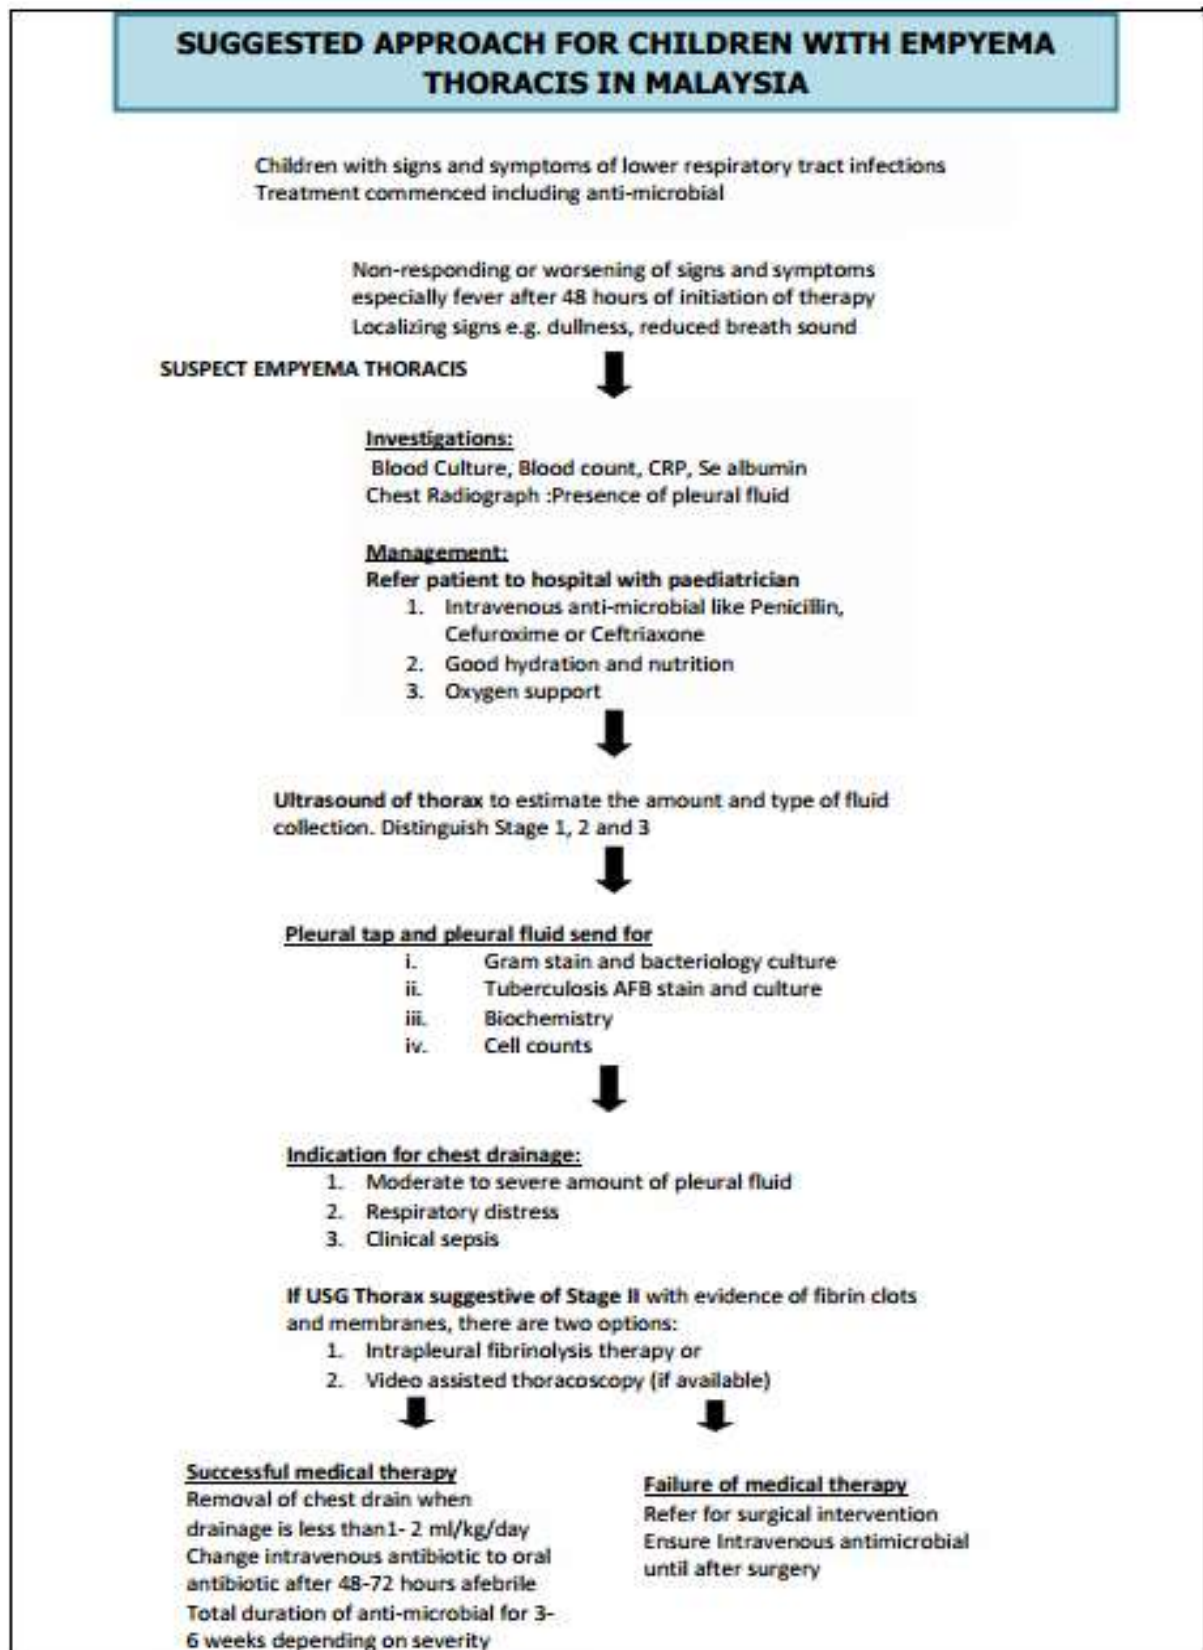 SUGGESTED APPROACH FOR CHILDREN WITH EMPYEMA
THORACIS IN MALAYSIA
Children with signs and symptoms of lower respiratory tract infections
Treatment commenced including anti-microbial
Non-responding or worsening of signs and symptoms
especially fever after 48 hours of initiation of therapy
Localizing signs e.g. dullness, reduced breath sound
SUSPECT EMPYEMA THORACIS
Investigations:
Blood Culture, Blood count, CRP, Se albumin
Chest Radiograph :Presence of pleural fluid
Management:
Refer patient to hospital with paediatrician
1. Intravenous anti-microbial like Penicillin,
Cefuroxime or Ceftriaxone
2. Good hydration and nutrition
3. Oxygen support
Ultrasound of thorax to estimate the amount and type of fluid
collection. Distinguish Stage 1, 2 and 3
Pleural tap and pleural fluid send for
i. Gram stain and bacteriology culture
ii. Tuberculosis AFB stain and culture
iii. Biochemistry
iv. Cell counts
Indication for chest drainage:
1. Moderate to severe amount of pleural fluid
2. Respiratory distress
3. Clinical sepsis
If USG Thorax suggestive of Stage II with evidence of fibrin clots
and membranes, there are two options:
1. Intrapleural fibrinolysis therapy or
2. Video assisted thoracoscopy (if available)
Successful medical therapy
Removal of chest drain when
drainage is less than1- 2 ml/kg/day
Change intravenous antibiotic to oral
antibiotic after 48-72 hours afebrile
Total duration of anti-microbial for 3-
6 weeks depending on severity
Failure of medical therapy
Refer for surgical intervention
Ensure Intravenous antimicrobial
until after surgery